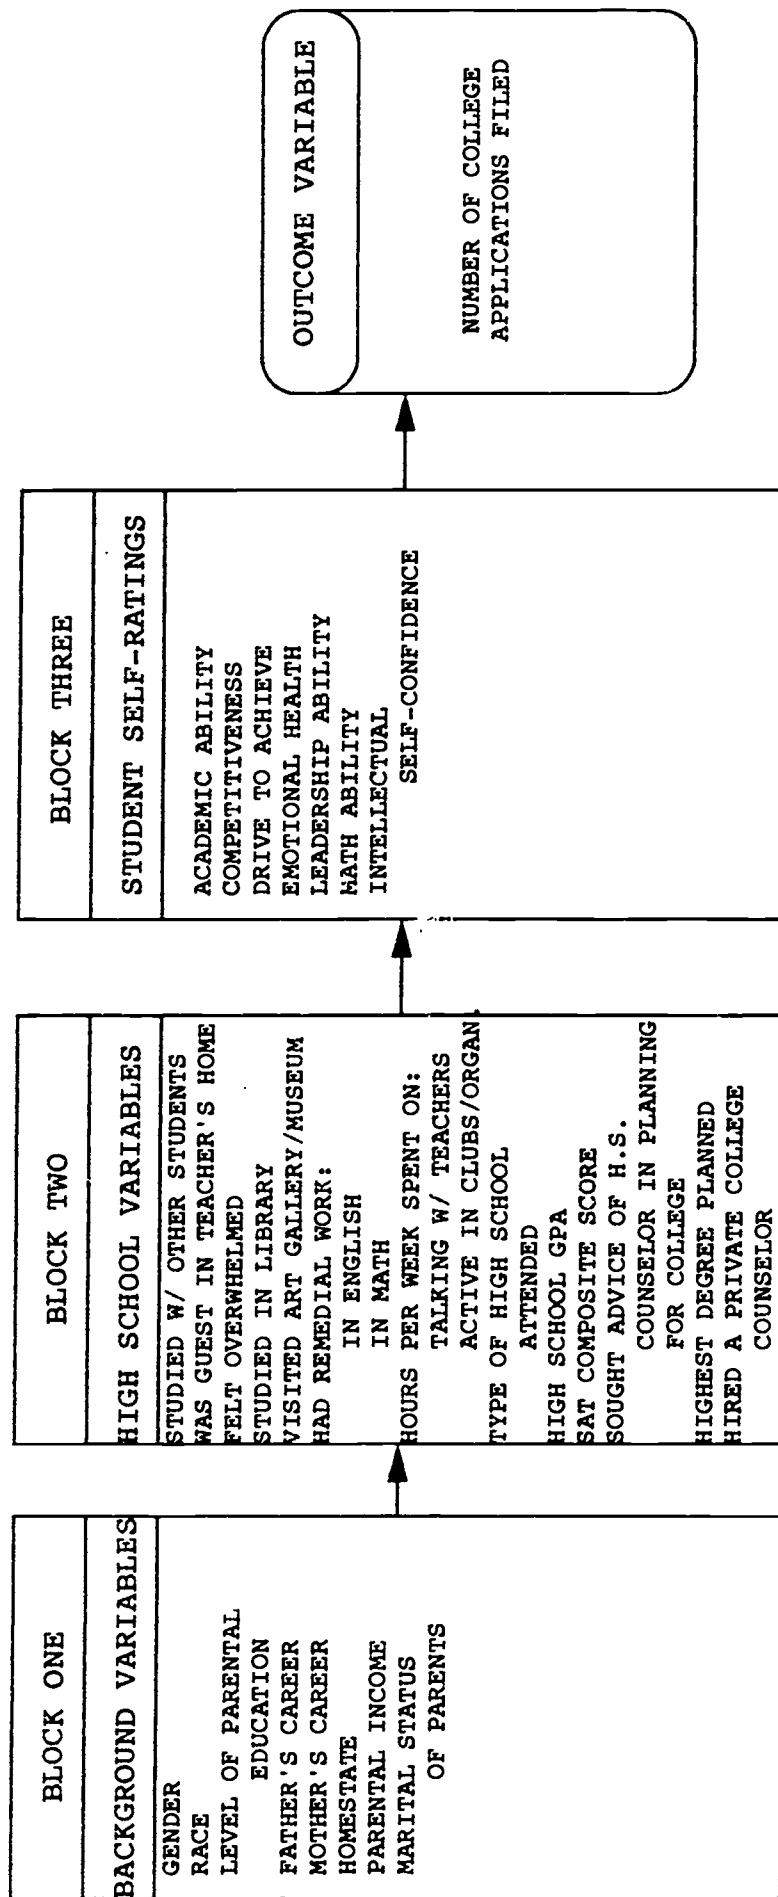 BLOCK ONE
BACKGROUND VARIABLES
GENDER
RACE
LEVEL OF PARENTAL
EDUCATION
FATHER'S CAREER
MOTHER'S CAREER
HOMESTATE
PARENTAL INCOME
MARITAL STATUS
OF PARENTS
BLOCK TWO
HIGH SCHOOL VARIABLES
STUDIED W/ OTHER STUDENTS
WAS GUEST IN TEACHER'S HOME
FELT OVERWHELMED
STUDIED IN LIBRARY
VISITED ART GALLERY/MUSEUM
HAD REMEDIAL WORK:
IN ENGLISH
IN MATH
HOURS PER WEEK SPENT ON:
TALKING W/ TEACHERS
ACTIVE IN CLUBS/ORGAN.
TYPE OF HIGH SCHOOL
ATTENDED
HIGH SCHOOL GPA
SAT COMPOSITE SCORE
SOUGHT ADVICE OF H.S.
COUNSELOR IN PLANNING
FOR COLLEGE
HIGHEST DEGREE PLANNED
HIRED A PRIVATE COLLEGE
COUNSELOR
BLOCK THREE
STUDENT SELF-RATINGS
ACADEMIC ABILITY
COMPETITIVENESS
DRIVE TO ACHIEVE
EMOTIONAL HEALTH
LEADERSHIP ABILITY
MATH ABILITY
INTELLECTUAL
SELF-CONFIDENCE
OUTCOME VARIABLE
NUMBER OF COLLEGE
APPLICATIONS FILED